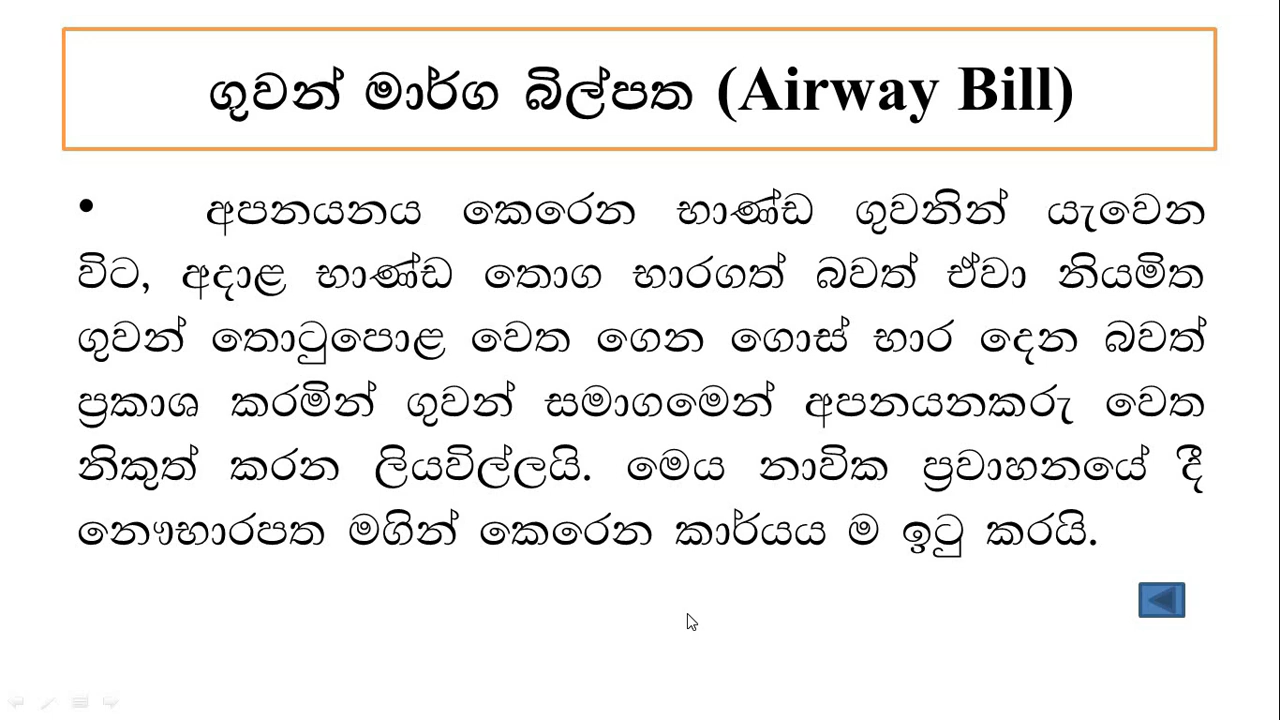 ගුවන් මාර්ග බිල්පත (Airway Bill)
• අපනයනය කෙරෙන භාණ්ඩ ගුවනින් යැවෙන
විට, අදාළ භාණ්ඩ තොග භාරගත් බවත් ඒවා නියමිත
ගුවන් තොටුපොළ වෙත ගෙන ගොස් භාර දෙන බවත්
ප්‍රකාශ කරමින් ගුවන් සමාගමෙන් අපනයනකරු වෙත
නිකුත් කරන ලියවිල්ලයි. මෙය නාවික ප්‍රවාහනයේ දී
නෞභාරපත මගින් කෙරෙන කාර්යය ම ඉටු කරයි.